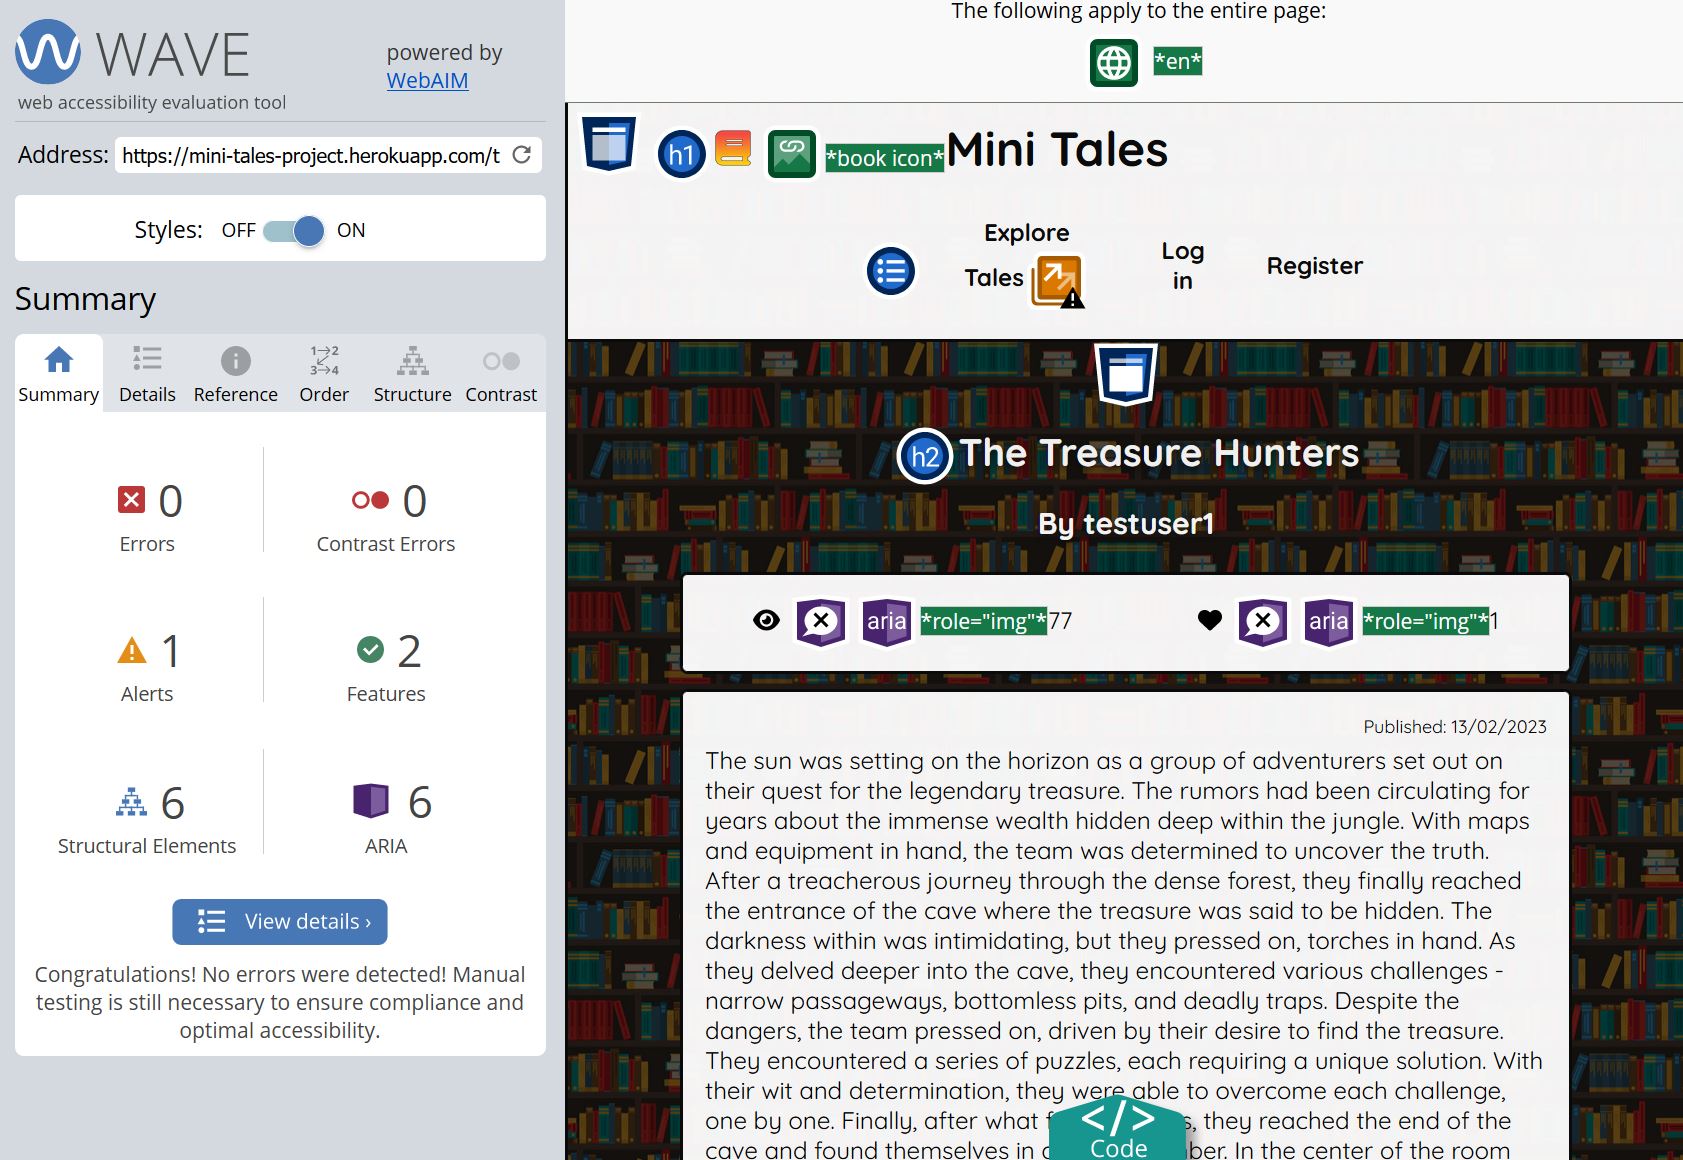 WAVE
powered by
WebAIM
web accessibility evaluation tool
Address: https://mini-tales-project.herokuapp.com/t
Styles: OFF ON
Summary
1→2
3→4
Summary Details Reference Order Structure Contrast
0 0
Errors Contrast Errors
1 2
Alerts Features
6 6
Structural Elements ARIA
View details ›
Congratulations! No errors were detected! Manual
testing is still necessary to ensure compliance and
optimal accessibility.
The following apply to the entire page:
*en*
h1 *book icon* Mini Tales
Explore
Tales
Log
in
Register
h2 The Treasure Hunters
By testuser1
aria *role="img"* 77 aria *role="img"* 1
Published: 13/02/2023
The sun was setting on the horizon as a group of adventurers set out on
their quest for the legendary treasure. The rumors had been circulating for
years about the immense wealth hidden deep within the jungle. With maps
and equipment in hand, the team was determined to uncover the truth.
After a treacherous journey through the dense forest, they finally reached
the entrance of the cave where the treasure was said to be hidden. The
darkness within was intimidating, but they pressed on, torches in hand. As
they delved deeper into the cave, they encountered various challenges -
narrow passageways, bottomless pits, and deadly traps. Despite the
dangers, the team pressed on, driven by their desire to find the treasure.
They encountered a series of puzzles, each requiring a unique solution. With
their wit and determination, they were able to overcome each challenge,
one by one. Finally, after what they reached the end of the
cave and found themselves in In the center of the room
</> Code